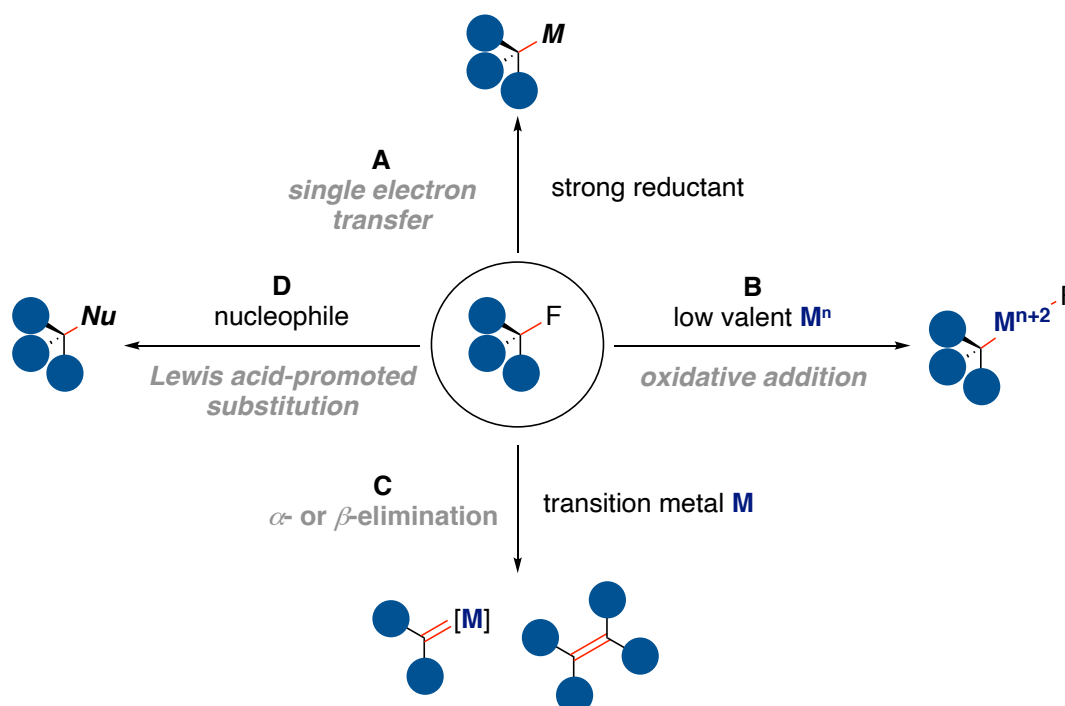 M
A
single electron
transfer
strong reductant
D
nucleophile
Lewis acid-promoted
substitution
Nu
F
B
low valent Mⁿ
oxidative addition
Mⁿ⁺²
F
C
α- or β-elimination
transition metal M
[M]